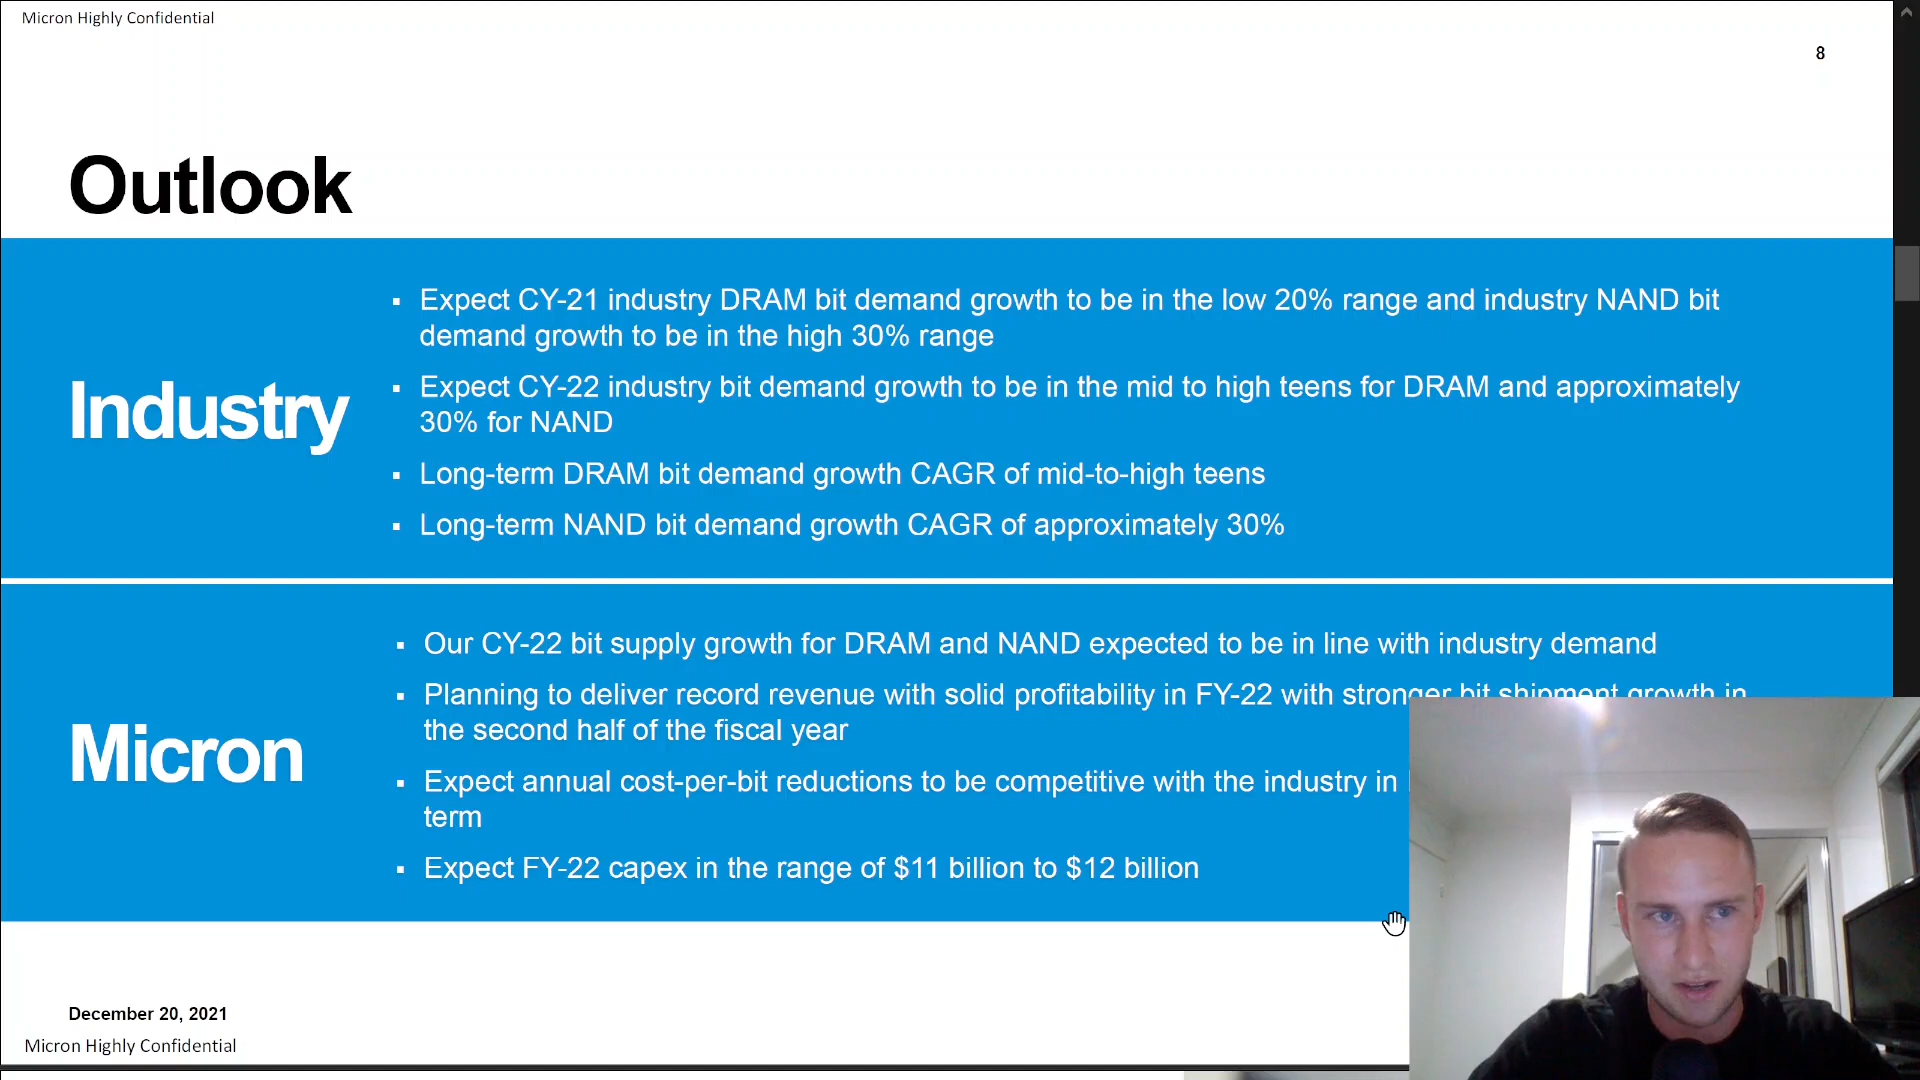 Micron Highly Confidential
8
Outlook
Industry
▪ Expect CY-21 industry DRAM bit demand growth to be in the low 20% range and industry NAND bit
demand growth to be in the high 30% range
▪ Expect CY-22 industry bit demand growth to be in the mid to high teens for DRAM and approximately
30% for NAND
▪ Long-term DRAM bit demand growth CAGR of mid-to-high teens
▪ Long-term NAND bit demand growth CAGR of approximately 30%
Micron
▪ Our CY-22 bit supply growth for DRAM and NAND expected to be in line with industry demand
▪ Planning to deliver record revenue with solid profitability in FY-22 with stronger bit shipment growth in
the second half of the fiscal year
▪ Expect annual cost-per-bit reductions to be competitive with the industry in
term
▪ Expect FY-22 capex in the range of $11 billion to $12 billion
December 20, 2021
Micron Highly Confidential